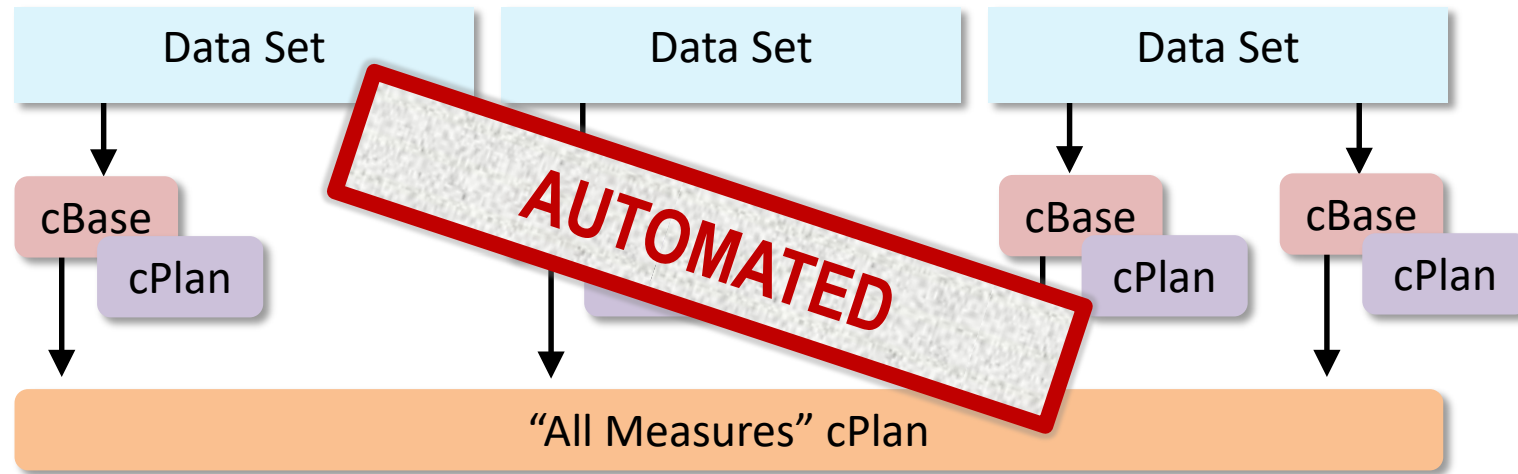 Data Set
Data Set
Data Set
cBase
cPlan
AUTOMATED
cBase
cPlan
cBase
cPlan
“All Measures” cPlan